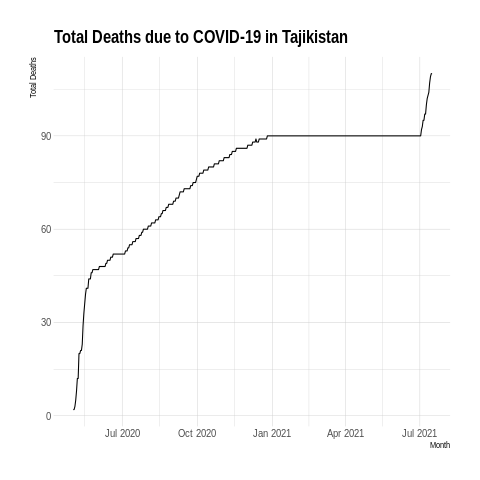 Total Deaths due to COVID-19 in Tajikistan
Total Deaths
90
60
30
0
Jul 2020 Oct 2020 Jan 2021 Apr 2021 Jul 2021
Month